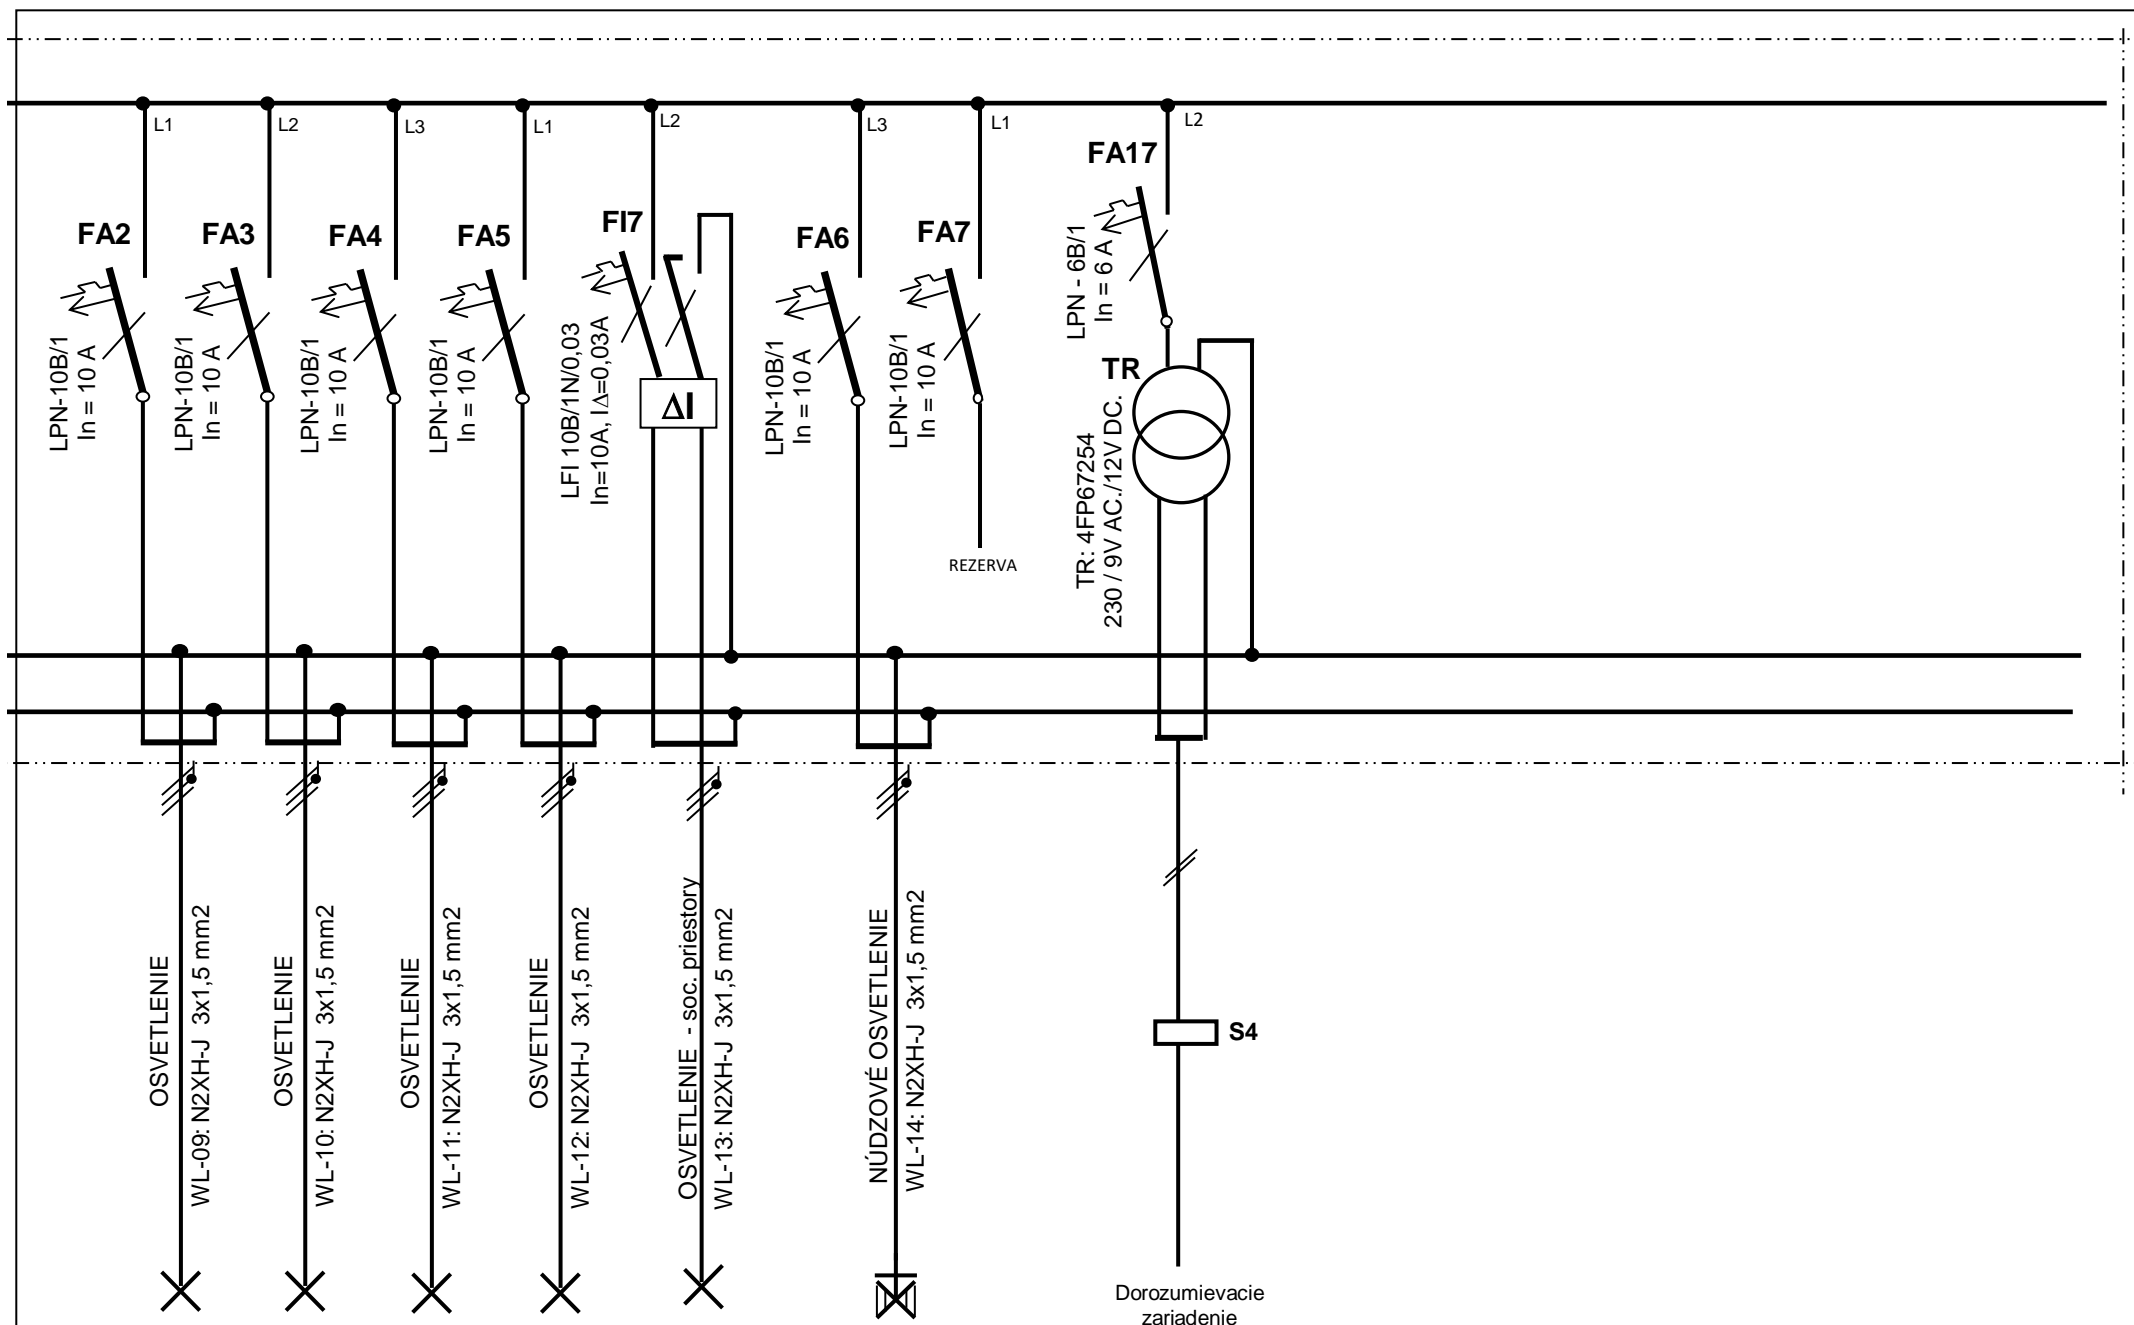 L1
L2
L3
L1
L2
L3
L1
L2
FA2
LPN-10B/1
In = 10 A
FA3
LPN-10B/1
In = 10 A
FA4
LPN-10B/1
In = 10 A
FA5
LPN-10B/1
In = 10 A
FI7
LFI 10B/1N/0,03
In=10A, I∆=0,03A
∆I
FA6
LPN-10B/1
In = 10 A
FA7
LPN-10B/1
In = 10 A
REZERVA
FA17
LPN - 6B/1
In = 6 A
TR
TR: 4FP67254
230 / 9V AC./12V DC.
OSVETLENIE
WL-09: N2XH-J 3x1,5 mm2
OSVETLENIE
WL-10: N2XH-J 3x1,5 mm2
OSVETLENIE
WL-11: N2XH-J 3x1,5 mm2
OSVETLENIE
WL-12: N2XH-J 3x1,5 mm2
OSVETLENIE - soc. priestory
WL-13: N2XH-J 3x1,5 mm2
NÚDZOVÉ OSVETLENIE
WL-14: N2XH-J 3x1,5 mm2
S4
Dorozumievacie
zariadenie